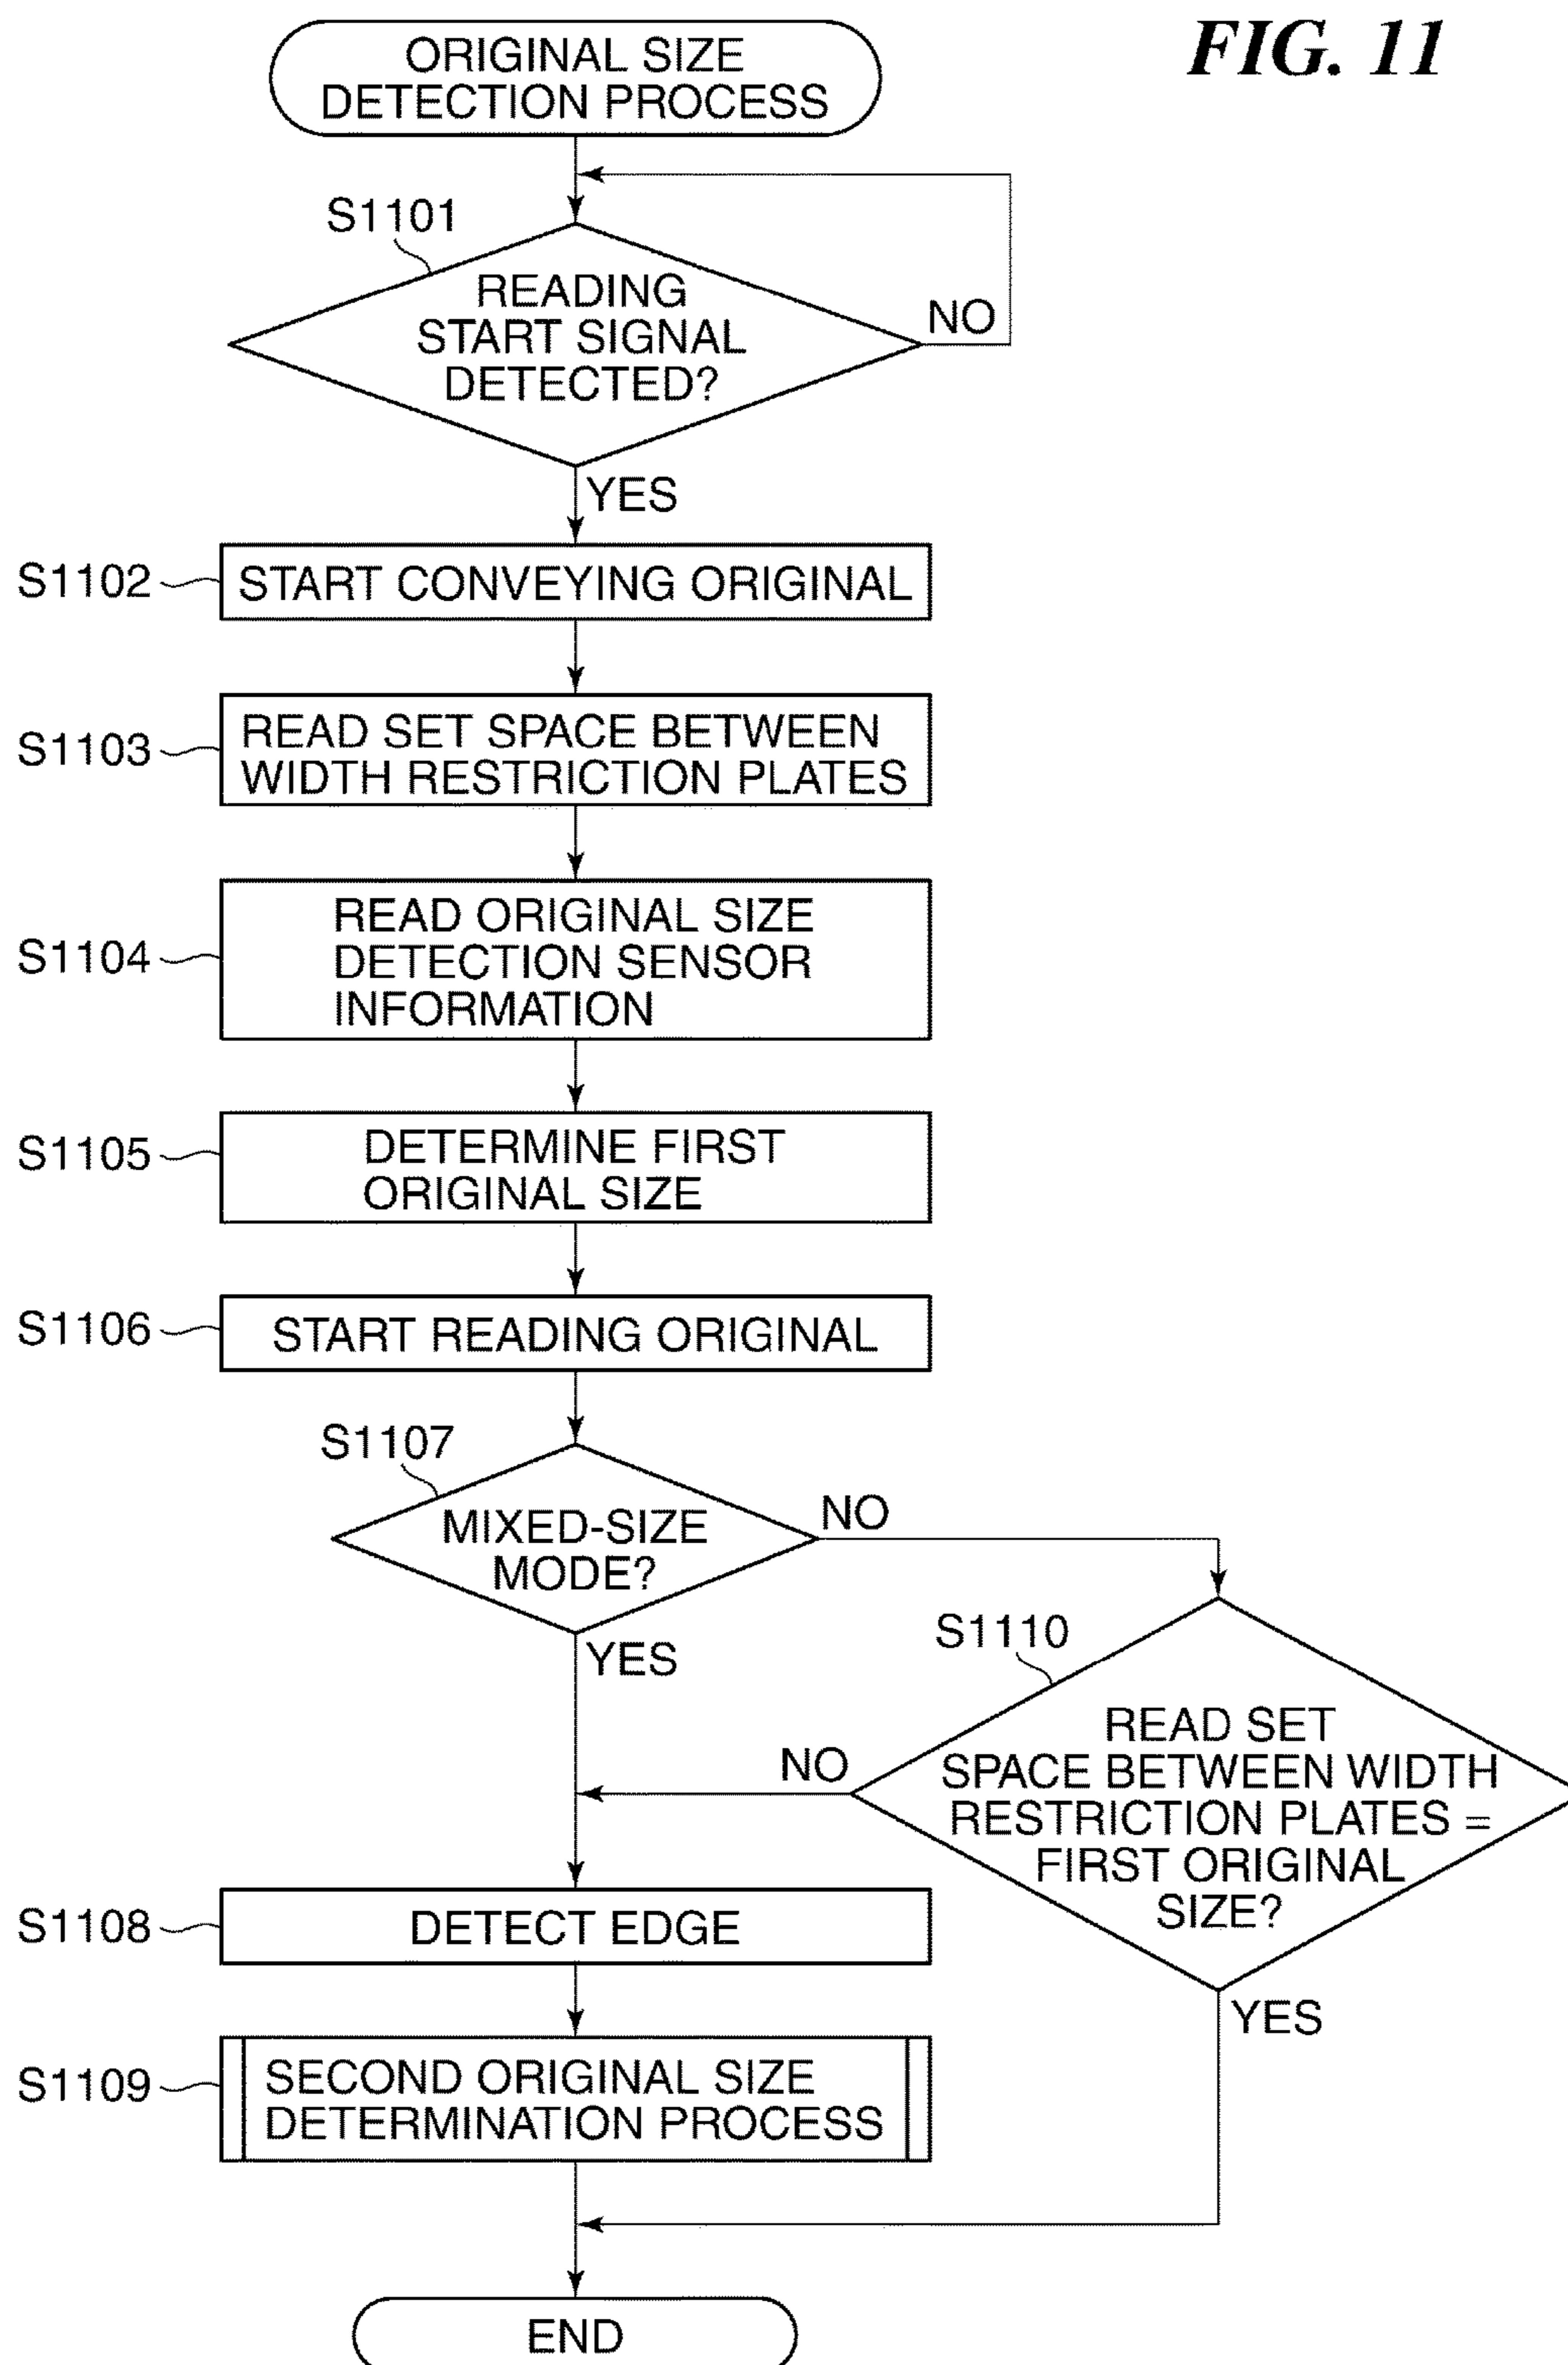 FIG. 11
ORIGINAL SIZE
DETECTION PROCESS
S1101
READING
START SIGNAL
DETECTED?
NO
YES
S1102
START CONVEYING ORIGINAL
S1103
READ SET SPACE BETWEEN
WIDTH RESTRICTION PLATES
S1104
READ ORIGINAL SIZE
DETECTION SENSOR
INFORMATION
S1105
DETERMINE FIRST
ORIGINAL SIZE
S1106
START READING ORIGINAL
S1107
MIXED-SIZE
MODE?
NO
YES
S1110
READ SET
SPACE BETWEEN WIDTH
RESTRICTION PLATES =
FIRST ORIGINAL
SIZE?
NO
YES
S1108
DETECT EDGE
S1109
SECOND ORIGINAL SIZE
DETERMINATION PROCESS
END